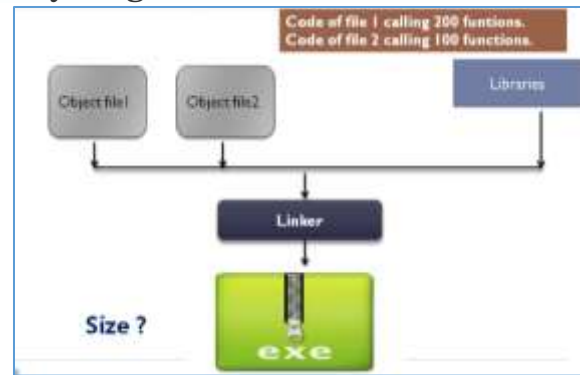 Code of file 1 calling 200 funtions.
Code of file 2 calling 100 functions.
Object file1
Object file2
Libraries
Linker
Size ?
exe